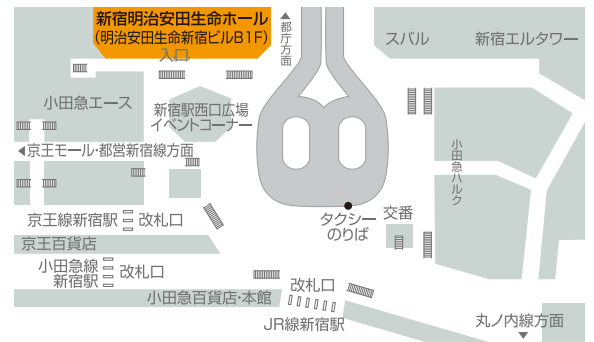 新宿明治安田生命ホール
(明治安田生命新宿ビルB1F)
入口
都庁方面
スバル
新宿エルタワー
小田急エース
新宿駅西口広場
イベントコーナー
京王モール・都営新宿線方面
小田急ハルク
タクシー
のりば
交番
京王線新宿駅
改札口
京王百貨店
小田急線
新宿駅
改札口
小田急百貨店・本館
改札口
JR線新宿駅
丸ノ内線方面